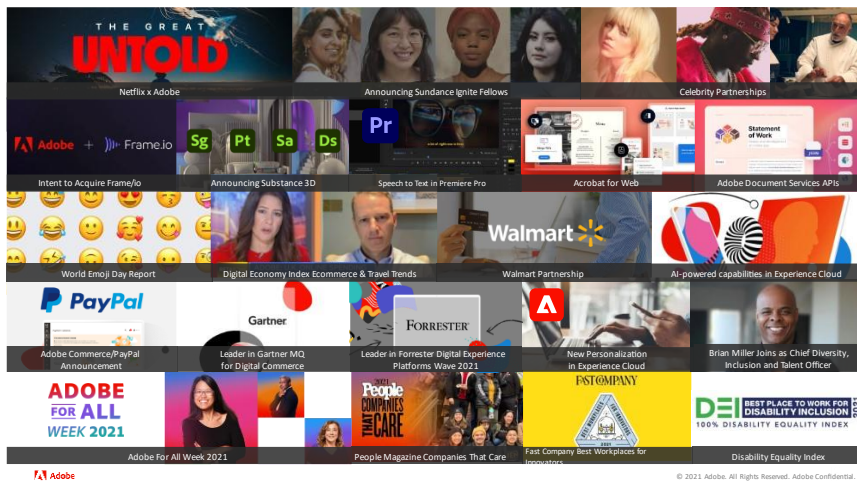 THE GREAT
UNTOLD
Netflix x Adobe
Announcing Sundance Ignite Fellows
Celebrity Partnerships
Adobe + Frame.io
Intent to Acquire Frame/io
Sg Pt Sa Ds
Announcing Substance 3D
Pr
Speech to Text in Premiere Pro
Acrobat for Web
Statement
of Work
Adobe Document Services APIs
World Emoji Day Report
Digital Economy Index Ecommerce & Travel Trends
Walmart
Walmart Partnership
AI-powered capabilities in Experience Cloud
PayPal
Adobe Commerce/PayPal
Announcement
Gartner
Leader in Gartner MQ
for Digital Commerce
FORRESTER
Leader in Forrester Digital Experience
Platforms Wave 2021
New Personalization
in Experience Cloud
Brian Miller Joins as Chief Diversity,
Inclusion and Talent Officer
ADOBE
FOR ALL
WEEK 2021
Adobe For All Week 2021
2021
People
COMPANIES
THAT CARE
People Magazine Companies That Care
FAST COMPANY
BEST WORKPLACES
FOR INNOVATORS
2021
Fast Company Best Workplaces for
Innovators
DEI BEST PLACE TO WORK FOR
DISABILITY INCLUSION 2021
100% DISABILITY EQUALITY INDEX
Disability Equality Index
Adobe
© 2021 Adobe. All Rights Reserved. Adobe Confidential.